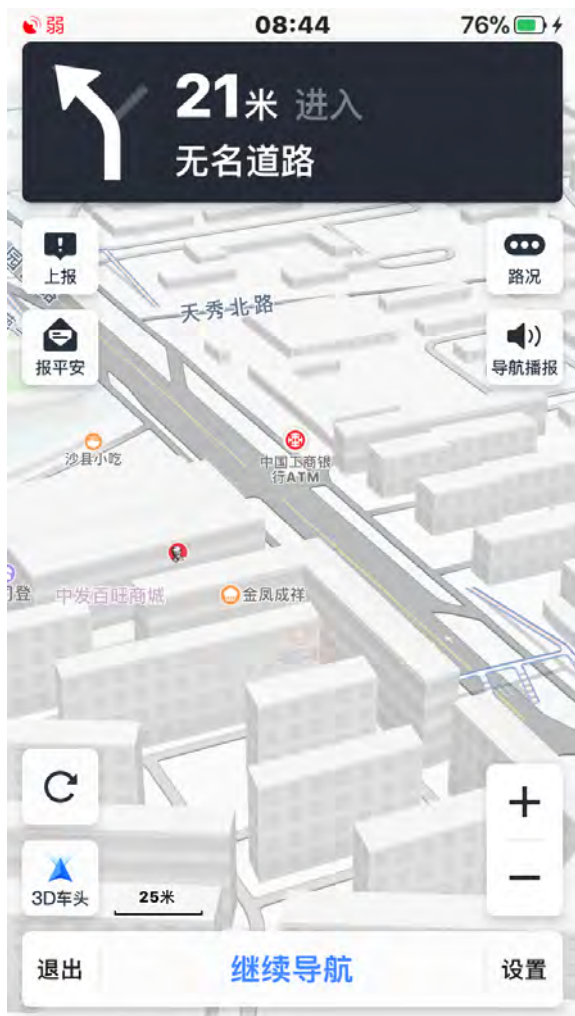 弱
08:44
76%
21米 进入
无名道路
上报
路况
天秀北路
报平安
导航播报
沙县小吃
中国工商银
行ATM
中发百旺商城
金凤成祥
登
3D车头
25米
+
−
退出
继续导航
设置